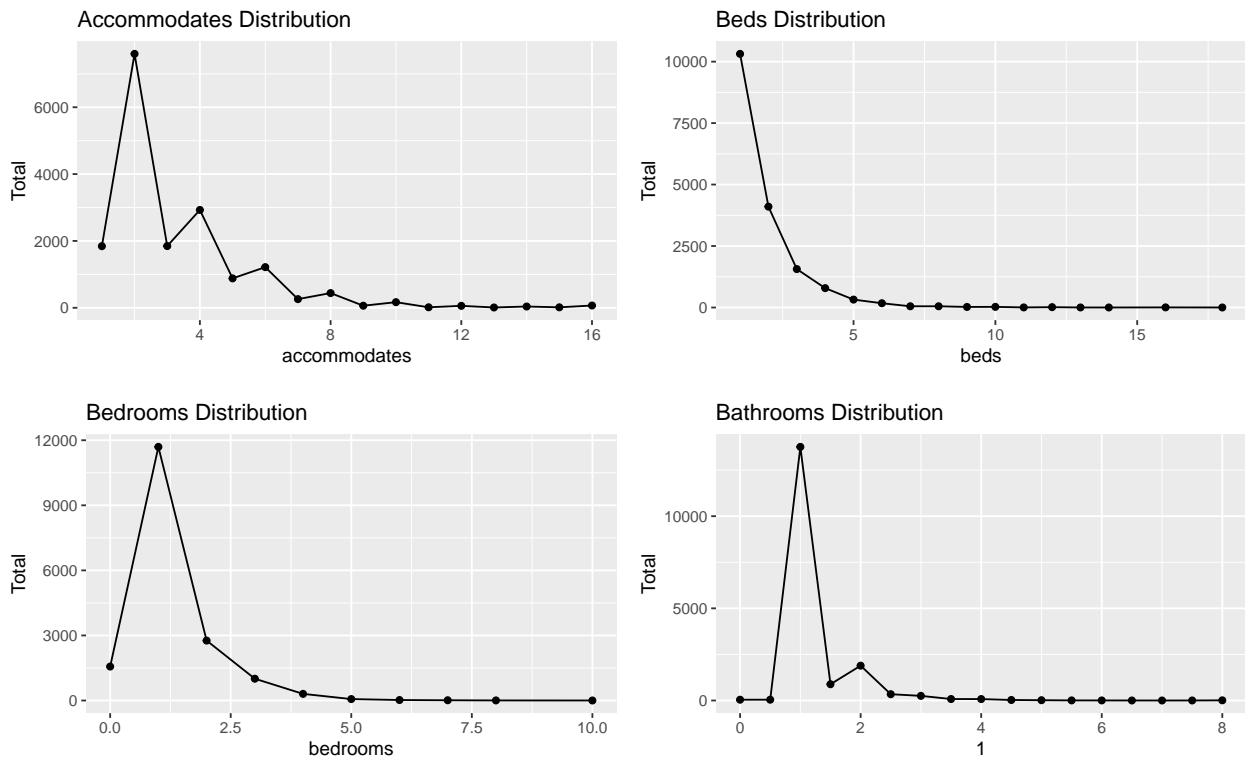 Accommodates Distribution
Total
6000
4000
2000
0
4 8 12 16
accommodates
Beds Distribution
Total
10000
7500
5000
2500
0
5 10 15
beds
Bedrooms Distribution
Total
12000
9000
6000
3000
0
0.0 2.5 5.0 7.5 10.0
bedrooms
Bathrooms Distribution
Total
10000
5000
0
0 2 4 6 8
1